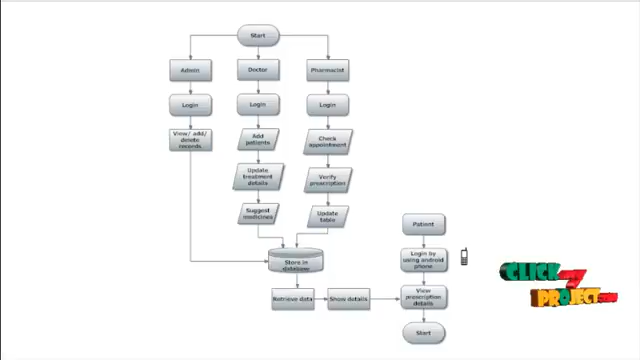 Start
Admin
Doctor
Pharmacist
Login
Login
Login
View/ add/
delete
records
Add
patients
Check
appointment
Update
treatment
details
Verify
prescription
Suggest
medicines
Update
table
Patient
Store in
database
Login by
using android
phone
Retrieve data
Show details
View
prescription
details
Start
CLICK
PROJECT